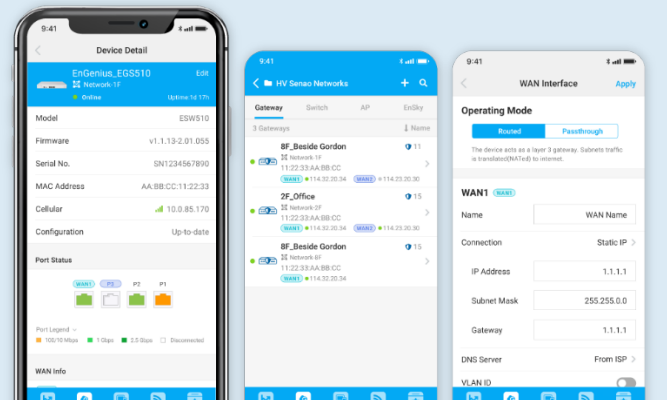 9:41
Device Detail
EnGenius_EGS510 Edit
Network-1F
Online Uptime 1d 17h
Model ESW510
Firmware v1.1.13-2.01.055
Serial No. SN1234567890
MAC Address AA:BB:CC:11:22:33
Cellular 10.0.85.170
Configuration Up-to-date
Port Status
WAN1 P3 P2 P1
Port Legend
100/10 Mbps 1 Gbps 2.5 Gbps Disconnected
WAN Info
9:41
HV Senao Networks
Gateway Switch AP EnSky
3 Gateways Name
8F_Beside Gordon 11
Network-1F
11:22:33:AA:BB:CC
WAN1 114.32.20.34 WAN2 114.23.20.30
2F_Office 15
Network-2F
11:22:33:AA:BB:CC
WAN1 114.32.20.34 WAN2 114.23.20.30
8F_Beside Gordon 15
Network-8F
11:22:33:AA:BB:CC
WAN1 114.32.20.34
9:41
WAN Interface Apply
Operating Mode
Routed Passthrough
The device acts as a layer 3 gateway. Subnets traffic
is translated(NATed) to internet.
WAN1 WAN1
Name WAN Name
Connection Static IP
IP Address 1.1.1.1
Subnet Mask 255.255.0.0
Gateway 1.1.1.1
DNS Server From ISP
VLAN ID